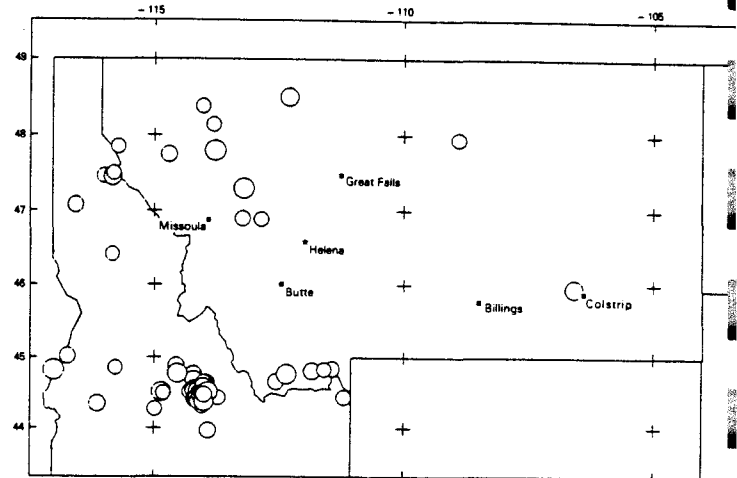 - 115
- 110
- 105
49
48
47
46
45
44
Great Falls
Missoula
Helena
Butte
Billings
Colstrip